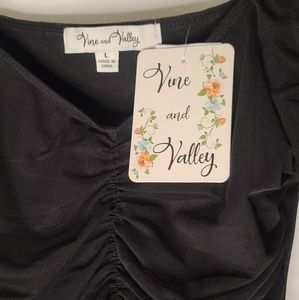 Vine and Valley
L
MADE IN
CHINA
Vine
and
Valley